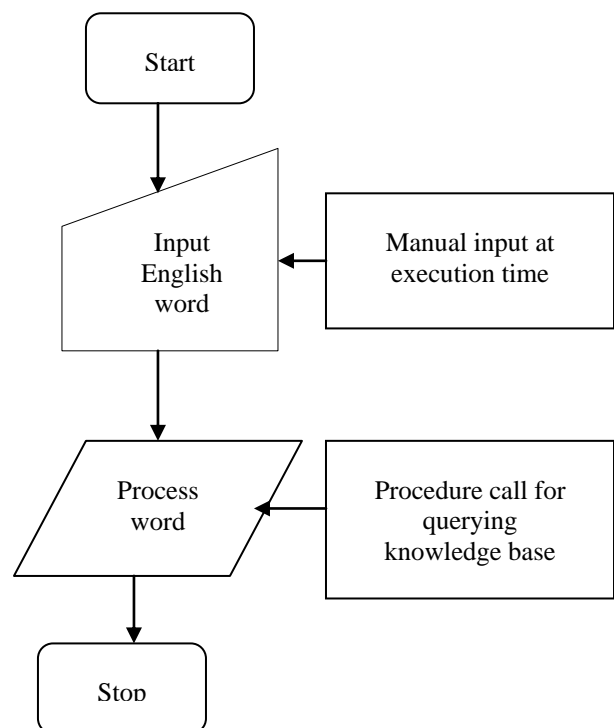 Start
Input
English
word
Manual input at
execution time
Process
word
Procedure call for
querying
knowledge base
Stop